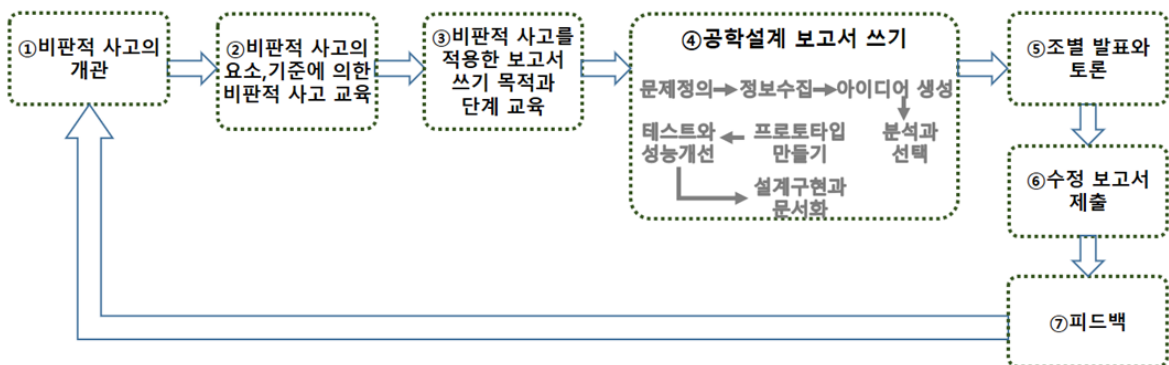 ①비판적 사고의
개관
②비판적 사고의
요소,기준에 의한
비판적 사고 교육
③비판적 사고를
적용한 보고서
쓰기 목적과
단계 교육
④공학설계 보고서 쓰기
문제정의 정보수집 아이디어 생성
테스트와
성능개선
프로토타입
만들기
분석과
선택
설계구현과
문서화
⑤조별 발표와
토론
⑥수정 보고서
제출
⑦피드백